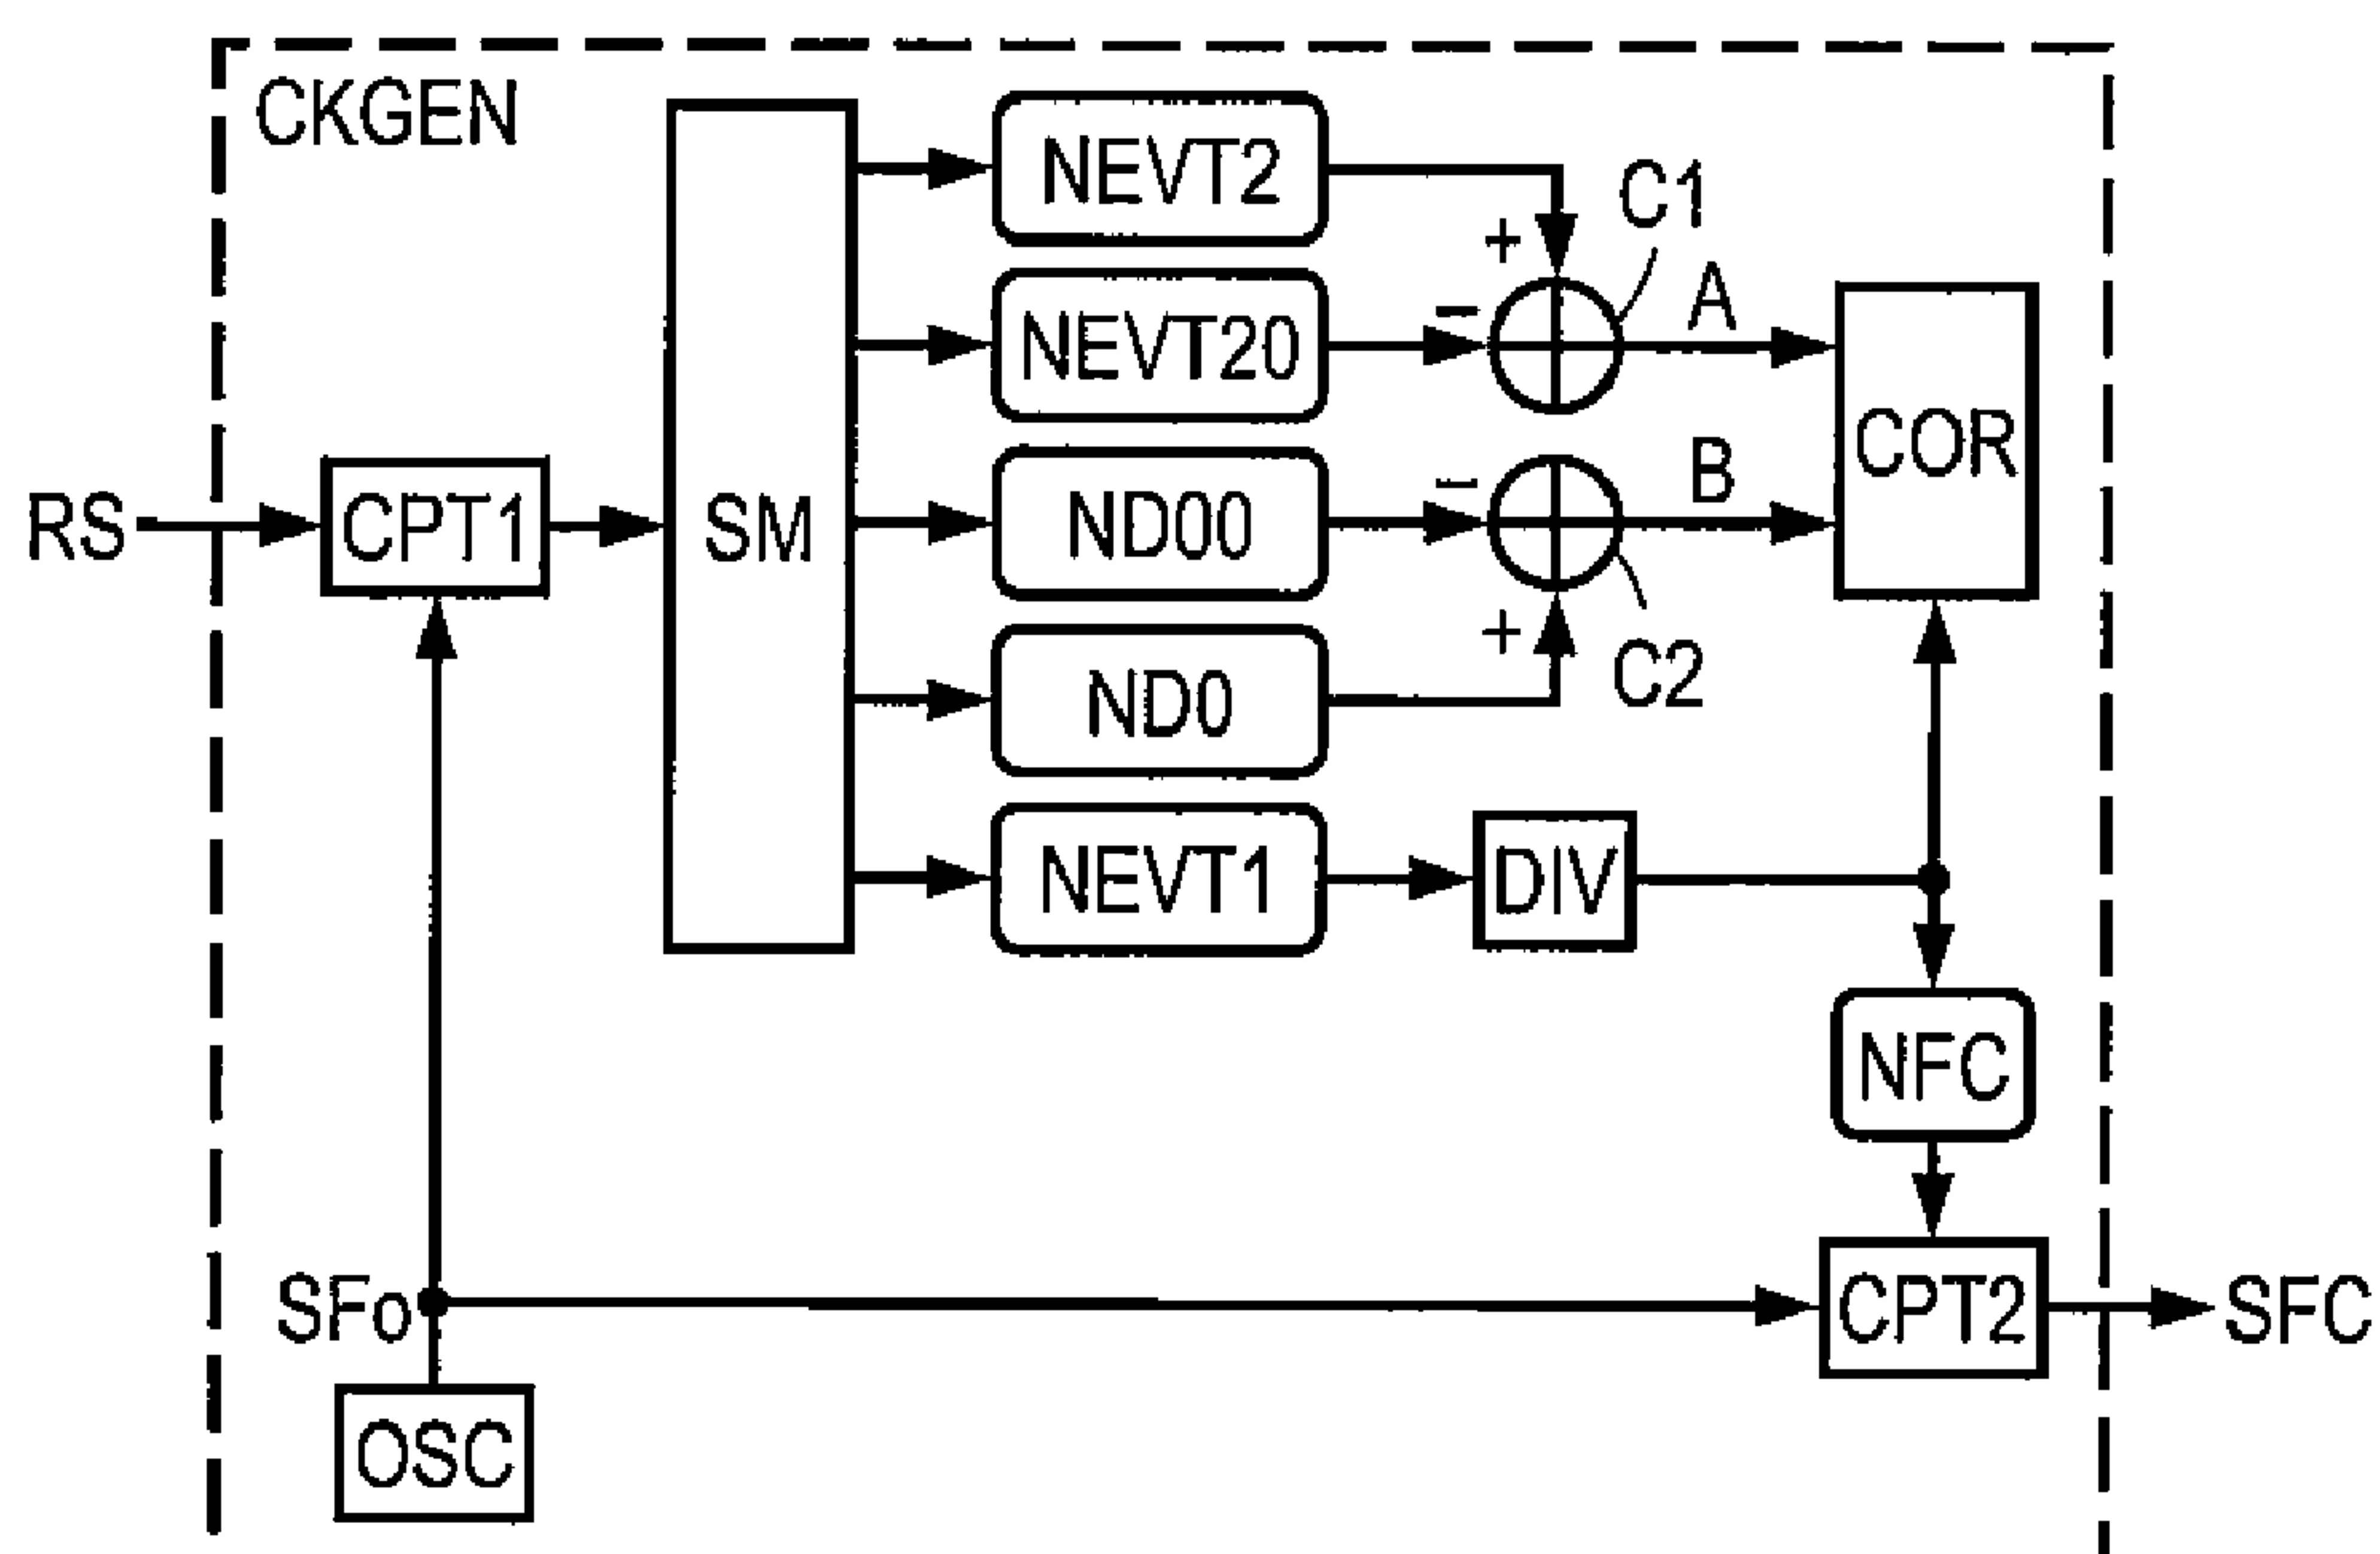 CKGEN
NEVT2
C1
+
NEVT20
−
A
COR
RS
CPT1
SM
ND00
−
B
ND0
+
C2
NEVT1
DIV
NFC
SFo
CPT2
SFC
OSC